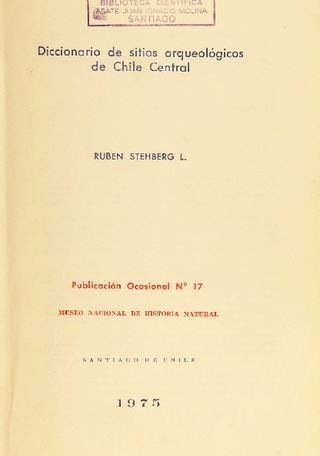 BIBLIOTECA CIENTIFICA
ABATE JUAN IGNACIO MOLINA
SANTIAGO
Diccionario de sitios arqueológicos
de Chile Central
RUBEN STEHBERG L.
Publicación Ocasional Nº 17
MUSEO NACIONAL DE HISTORIA NATURAL
SANTIAGO DE CHILE
1975